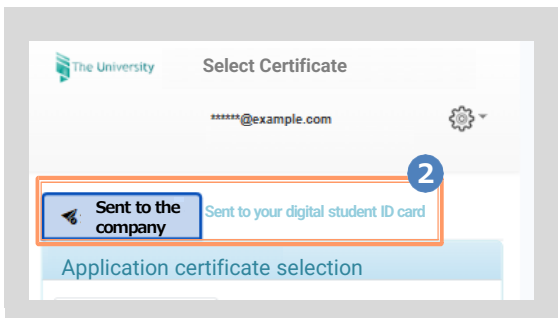 The University
Select Certificate
******@example.com
2
Sent to the
company
Sent to your digital student ID card
Application certificate selection